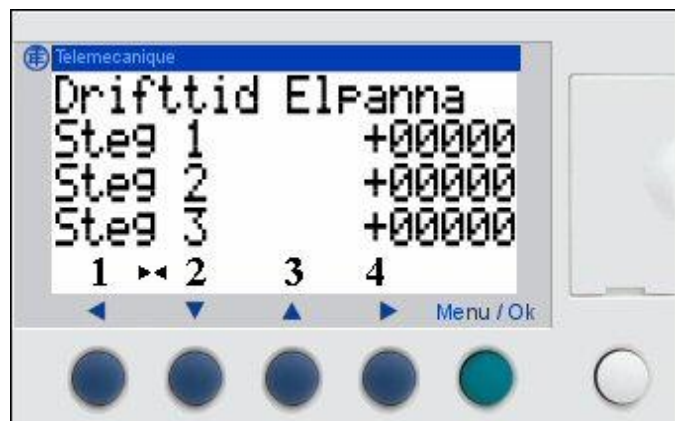 Telemecanique
Drifttid Elpanna
Steg 1 +00000
Steg 2 +00000
Steg 3 +00000
1 2 3 4
Menu / Ok